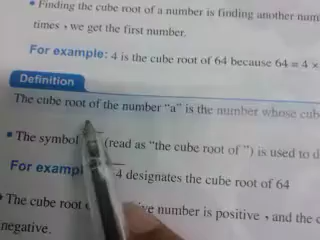 • Finding the cube root of a number is finding another num
times , we get the first number.
For example: 4 is the cube root of 64 because 64 = 4 ×
Definition
The cube root of the number “a” is the number whose cub
• The symbol (read as “the cube root of ”) is used to d
For exampl 4 designates the cube root of 64
The cube root number is positive , and the c
negative.